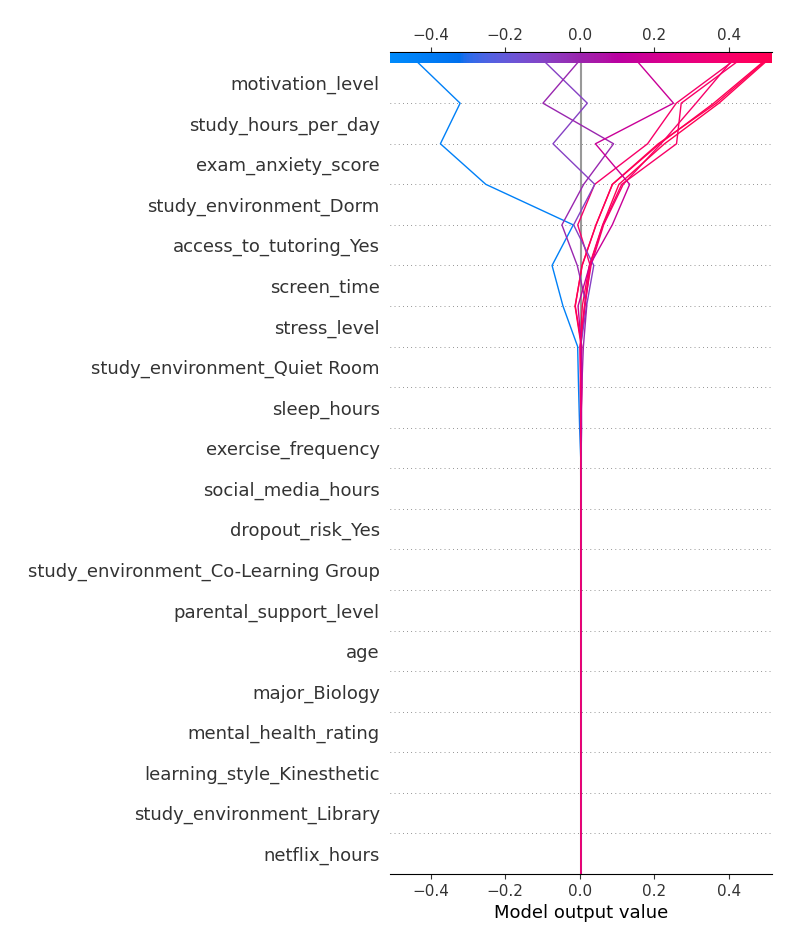 −0.4 −0.2 0.0 0.2 0.4
motivation_level
study_hours_per_day
exam_anxiety_score
study_environment_Dorm
access_to_tutoring_Yes
screen_time
stress_level
study_environment_Quiet Room
sleep_hours
exercise_frequency
social_media_hours
dropout_risk_Yes
study_environment_Co-Learning Group
parental_support_level
age
major_Biology
mental_health_rating
learning_style_Kinesthetic
study_environment_Library
netflix_hours
−0.4 −0.2 0.0 0.2 0.4
Model output value